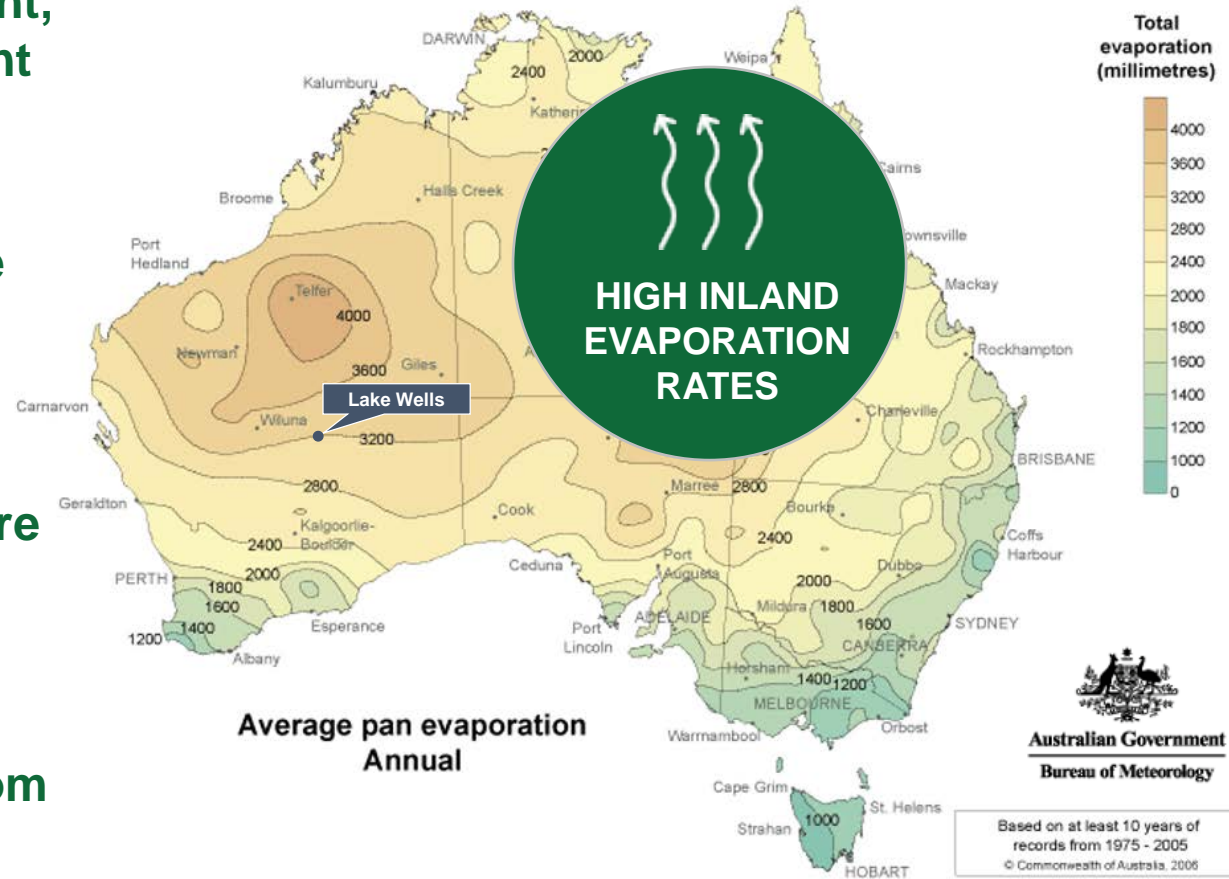 nt,
nt
e
re
om
DARWIN
2000
Weipa
2400
Kalumburu
Broome
Halls Creek
Cairns
Port
Hedland
Telfer
4000
Mackay
Newman
3600
Giles
Rockhampton
Lake Wells
Carnarvon
Wiluna
3200
Charleville
BRISBANE
2800
Marree
2800
Geraldton
Cook
Bourke
Kalgoorlie-
Boulder
2400
2400
Coffs
Harbour
Ceduna
Port
Augusta
Dubbo
PERTH
2000
1800
1600
2000
Mildura
1800
1600
1200
1400
Esperance
Port
Lincoln
ADELAIDE
SYDNEY
CANBERRA
Albany
Horsham
1400
1200
MELBOURNE
Warrnambool
Orbost
Cape Grim
St. Helens
1000
Strahan
HOBART
HIGH INLAND
EVAPORATION
RATES
Average pan evaporation
Annual
Total
evaporation
(millimetres)
4000
3600
3200
2800
2400
2000
1800
1600
1400
1200
1000
0
Australian Government
Bureau of Meteorology
Based on at least 10 years of
records from 1975 - 2005
© Commonwealth of Australia, 2006